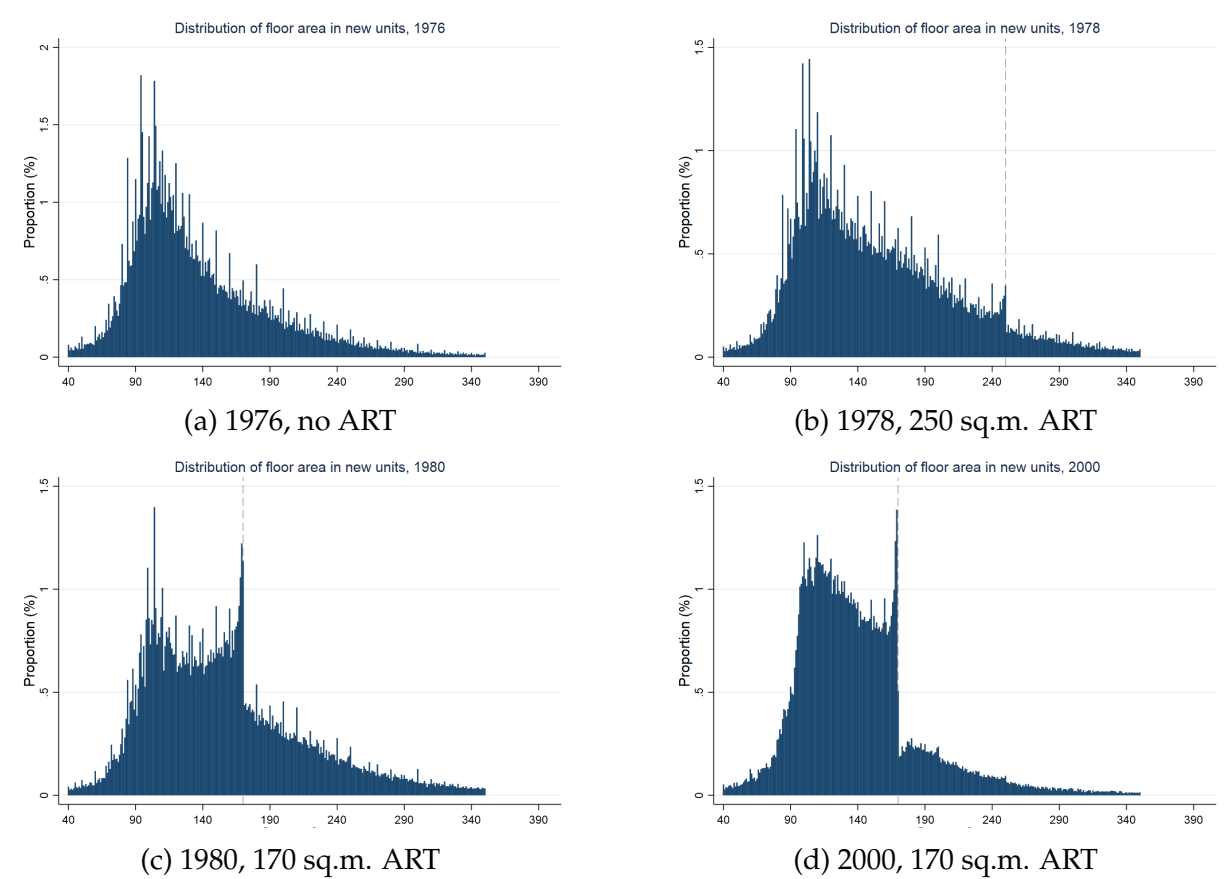 Distribution of floor area in new units, 1976
Proportion (%)
2
1.5
1
.5
0
40 90 140 190 240 290 340 390
(a) 1976, no ART
Distribution of floor area in new units, 1978
Proportion (%)
1.5
1
.5
0
40 90 140 190 240 290 340 390
(b) 1978, 250 sq.m. ART
Distribution of floor area in new units, 1980
Proportion (%)
1.5
1
.5
0
40 90 140 190 240 290 340 390
(c) 1980, 170 sq.m. ART
Distribution of floor area in new units, 2000
Proportion (%)
1.5
1
.5
0
40 90 140 190 240 290 340 390
(d) 2000, 170 sq.m. ART